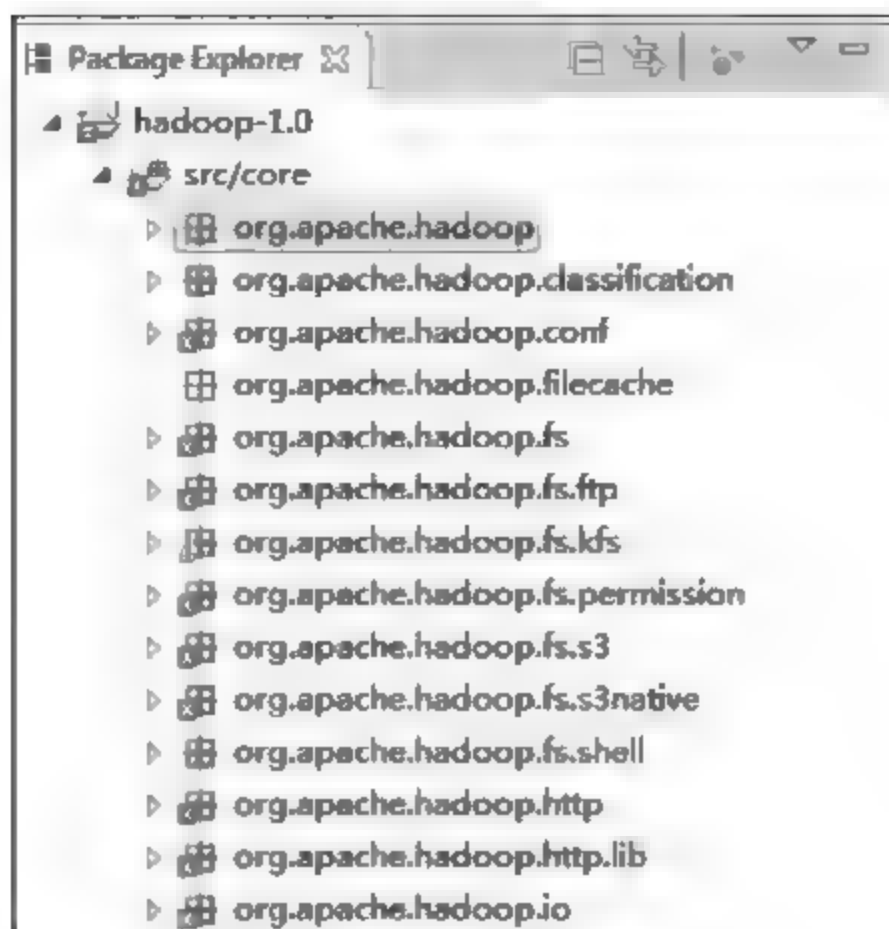 Package Explorer
hadoop-1.0
src/core
org.apache.hadoop
org.apache.hadoop.classification
org.apache.hadoop.conf
org.apache.hadoop.filecache
org.apache.hadoop.fs
org.apache.hadoop.fs.ftp
org.apache.hadoop.fs.kfs
org.apache.hadoop.fs.permission
org.apache.hadoop.fs.s3
org.apache.hadoop.fs.s3native
org.apache.hadoop.fs.shell
org.apache.hadoop.http
org.apache.hadoop.http.lib
org.apache.hadoop.io